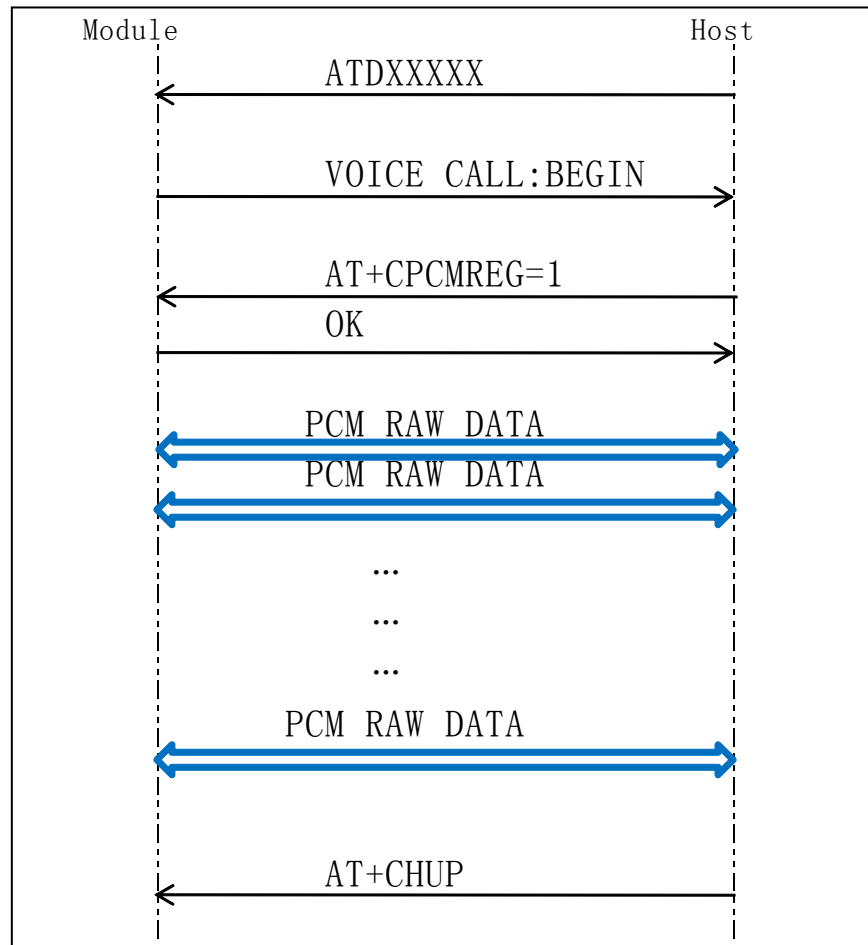 Module Host
ATDXXXXX
VOICE CALL:BEGIN
AT+CPCMREG=1
OK
PCM RAW DATA
PCM RAW DATA
…
…
…
PCM RAW DATA
AT+CHUP